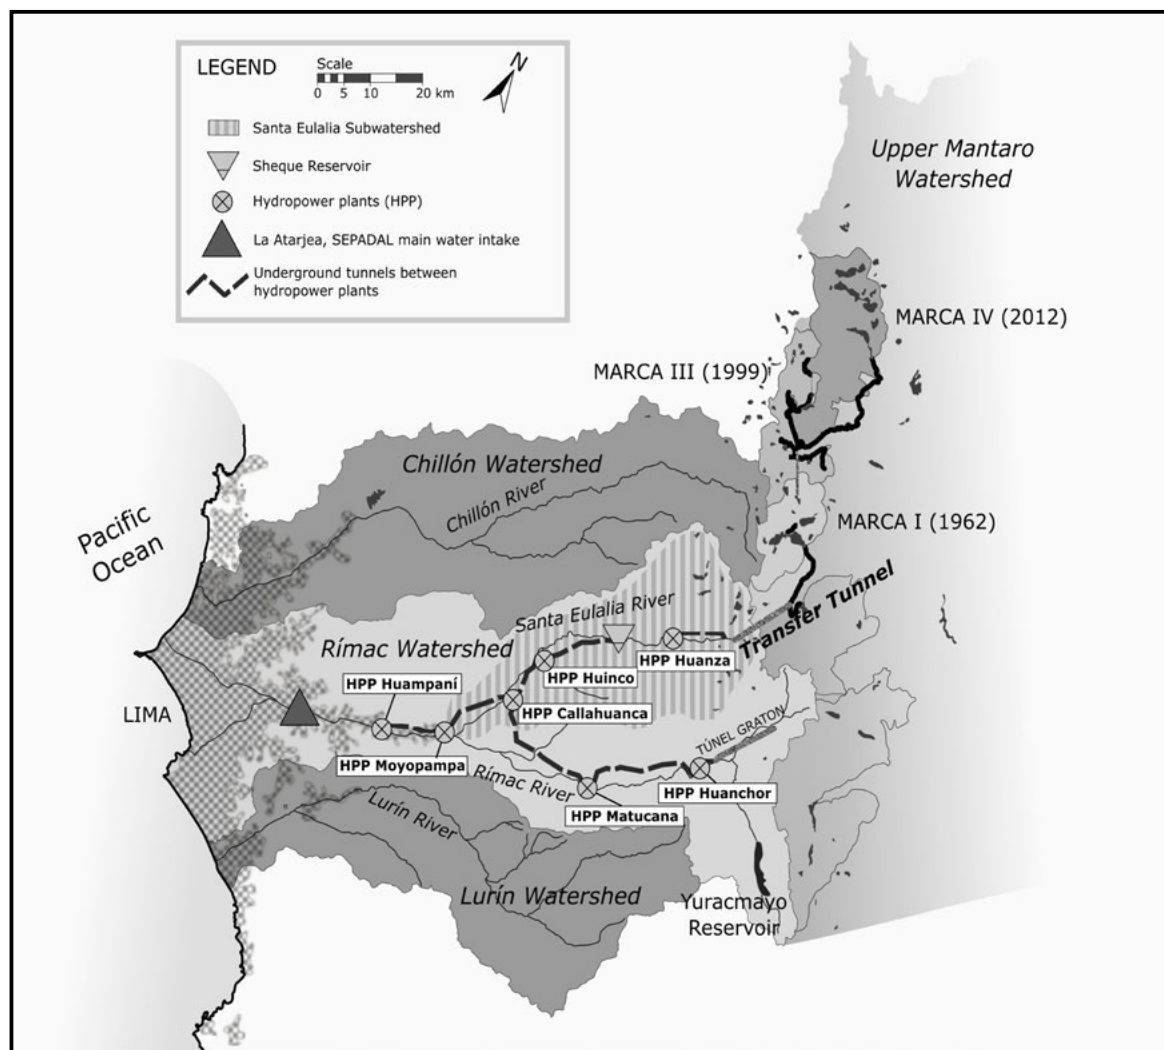 LEGEND
Scale
0 5 10 20 km
N
Santa Eulalia Subwatershed
Sheque Reservoir
Hydropower plants (HPP)
La Atarjea, SEPADAL main water intake
Underground tunnels between
hydropower plants
Upper Mantaro
Watershed
MARCA IV (2012)
MARCA III (1999)
Chillón Watershed
Chillón River
MARCA I (1962)
Pacific
Ocean
Transfer Tunnel
Santa Eulalia River
Rímac Watershed
HPP Huanza
HPP Huinco
HPP Huampaní
LIMA
HPP Callahuanca
TÚNEL GRATON
HPP Moyopampa
Rímac River
HPP Huanchor
HPP Matucana
Lurín River
Lurín Watershed
Yuracmayo
Reservoir